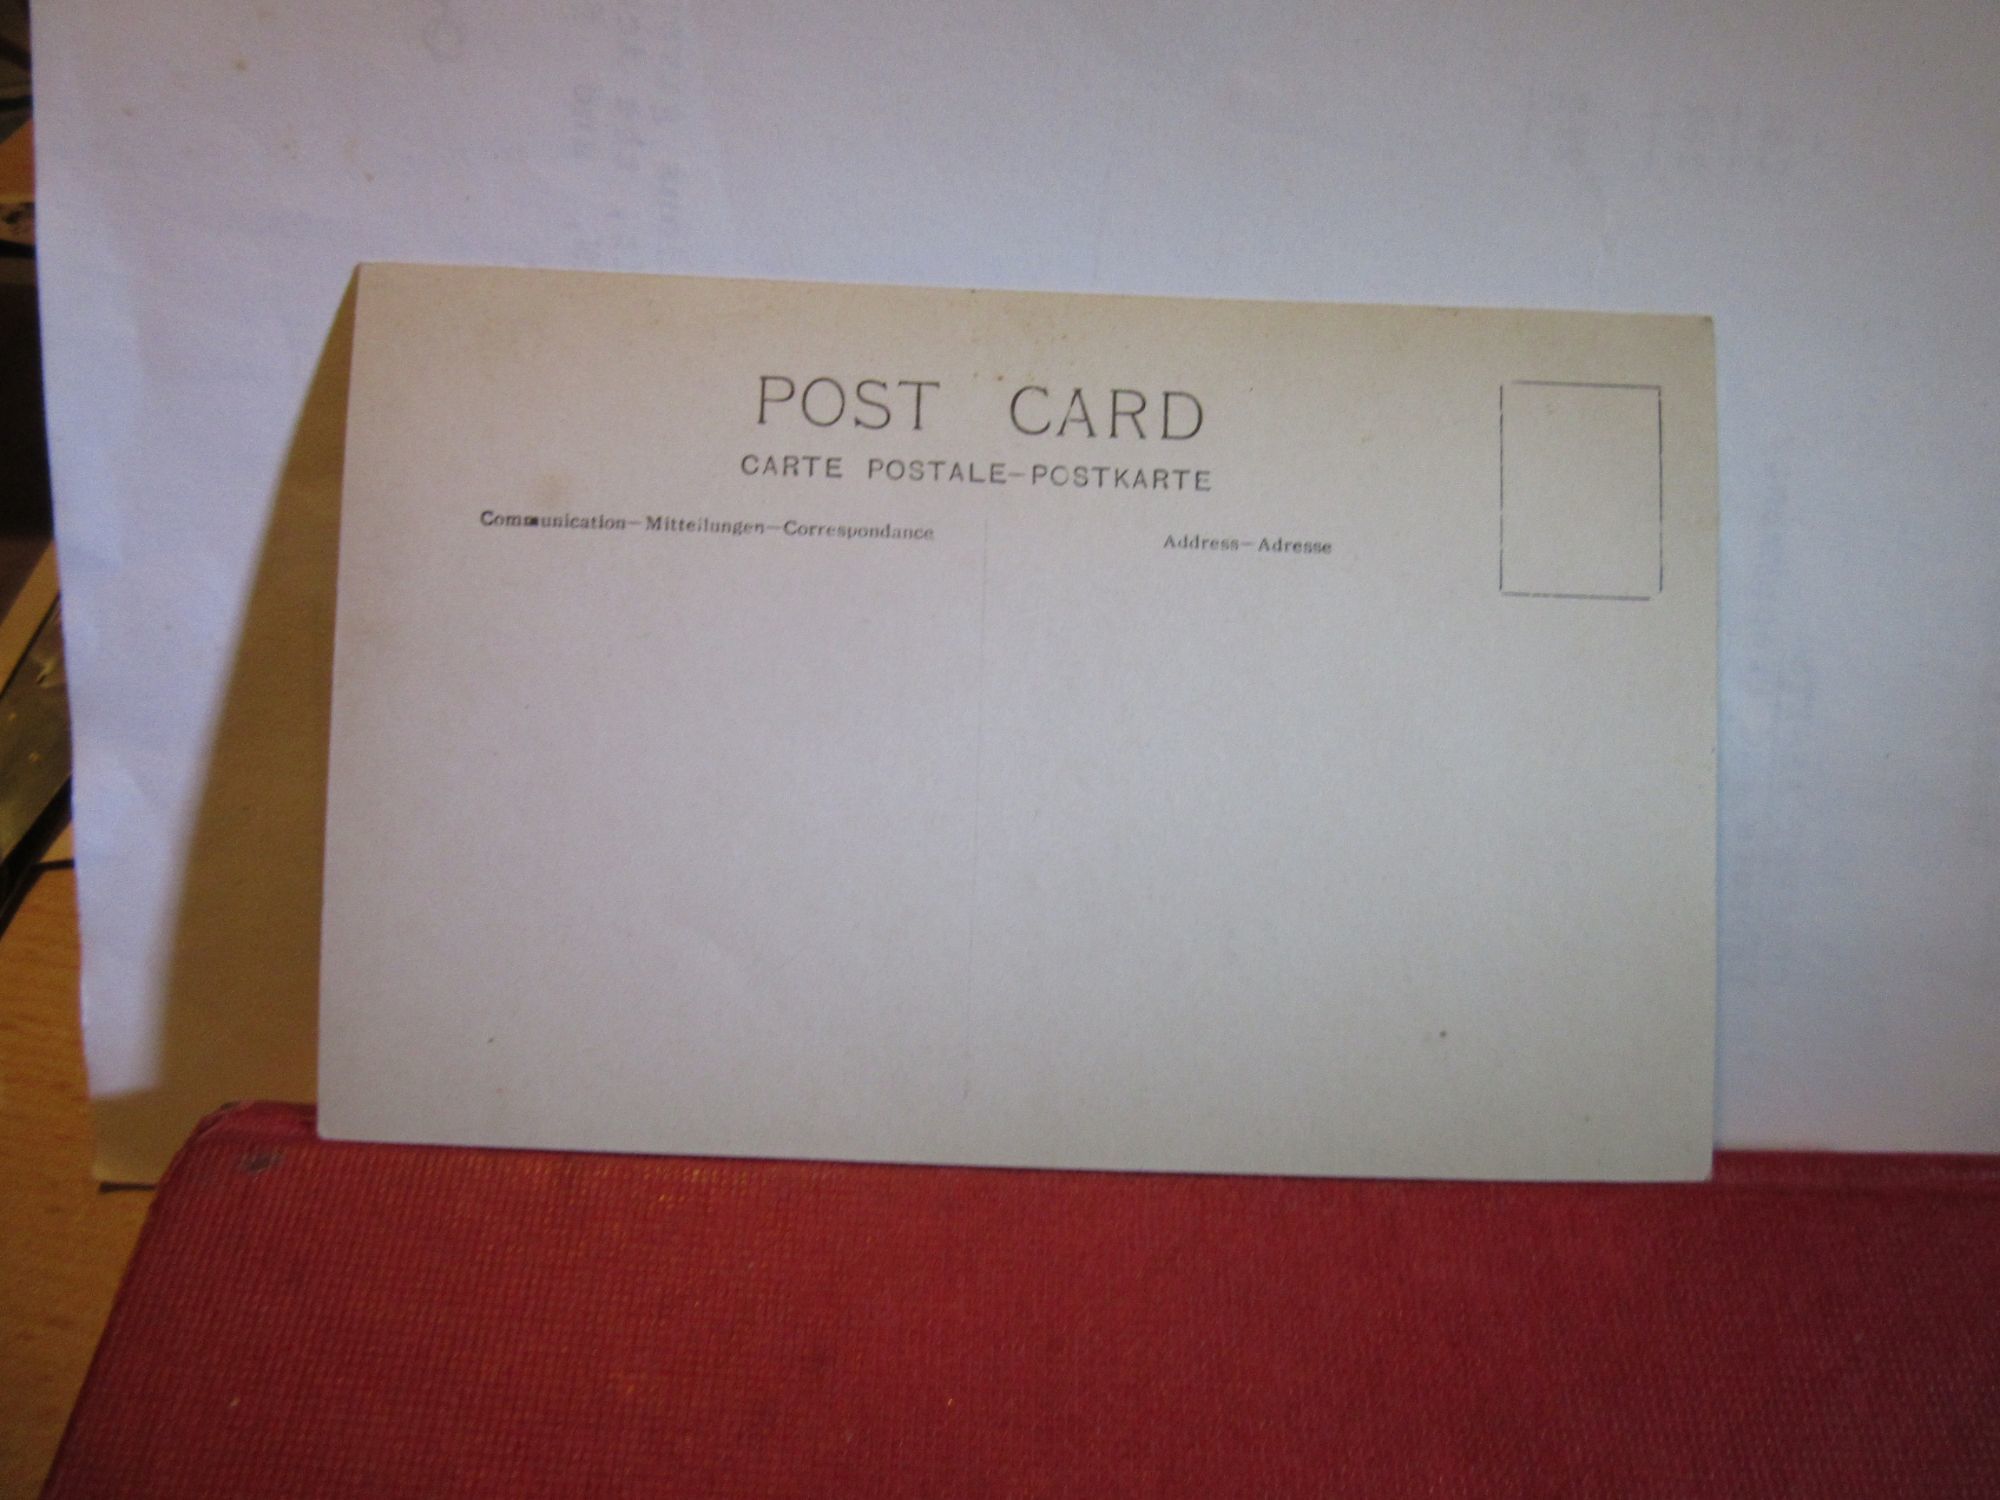 POST CARD
CARTE POSTALE–POSTKARTE
Communication–Mitteilungen–Correspondance
Address–Adresse